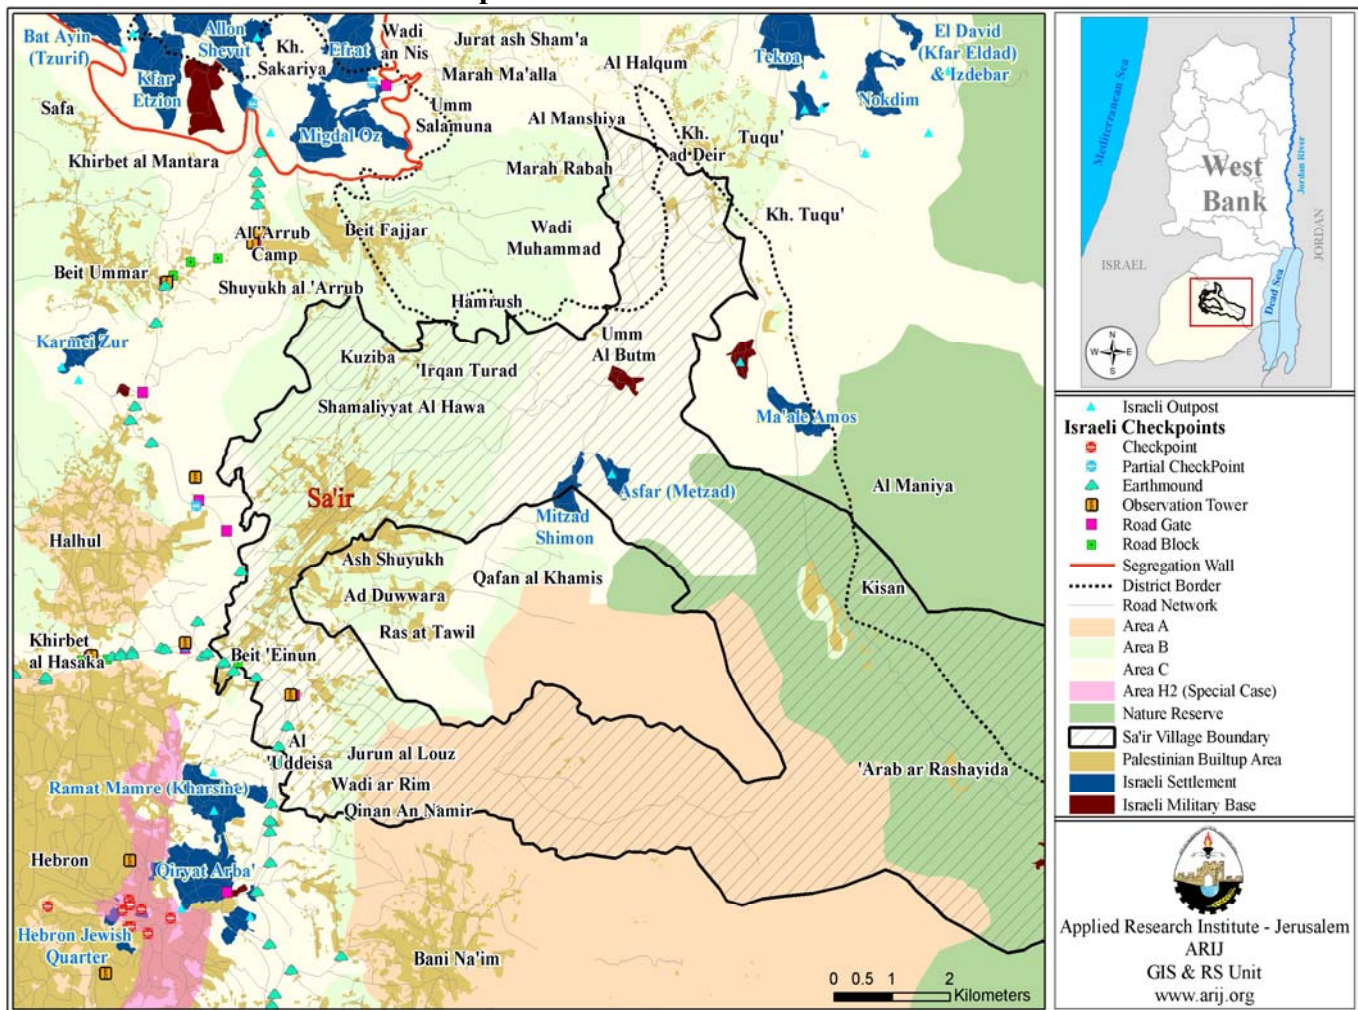 Bat Ayin
(Tzurif)
Allon
Shevut
Kh.
Sakariya
Efrat
Wadi
an Nis
Jurat ash Sham'a
Marah Ma'alla
Al Halqum
Tekoa
El David
(Kfar Eldad)
& Izdebar
Kfar
Etzion
Nokdim
Safa
Migdal Oz
Umm
Salamuna
Al Manshiya
Kh.
ad Deir
Tuqu'
Khirbet al Mantara
Marah Rabah
Kh. Tuqu'
Al 'Arrub
Camp
Beit Fajjar
Wadi
Muhammad
Beit Ummar
Shuyukh al 'Arrub
Hamrush
Karmei Zur
Kuziba
'Irqan Turad
Umm
Al Butm
Shamaliyyat Al Hawa
Ma'ale Amos
Sa'ir
Asfar (Metzad)
Al Maniya
Mitzad
Shimon
Halhul
Ash Shuyukh
Qafan al Khamis
Ad Duwwara
Kisan
Ras at Tawil
Khirbet
al Hasaka
Beit 'Einun
Al
'Uddeisa
Jurun al Louz
'Arab ar Rashayida
Wadi ar Rim
Ramat Mamre (Kharsine)
Qinan An Namir
Hebron
Qiryat Arba'
Hebron Jewish
Quarter
Bani Na'im
0 0.5 1 2
Kilometers
Mediterranean Sea
West
Bank
Jordan River
JORDAN
ISRAEL
Dead Sea
N
W E
S
Israeli Outpost
Israeli Checkpoints
Checkpoint
Partial CheckPoint
Earthmound
Observation Tower
Road Gate
Road Block
Segregation Wall
District Border
Road Network
Area A
Area B
Area C
Area H2 (Special Case)
Nature Reserve
Sa'ir Village Boundary
Palestinian Builtup Area
Israeli Settlement
Israeli Military Base
Applied Research Institute - Jerusalem
ARIJ
GIS & RS Unit
www.arij.org